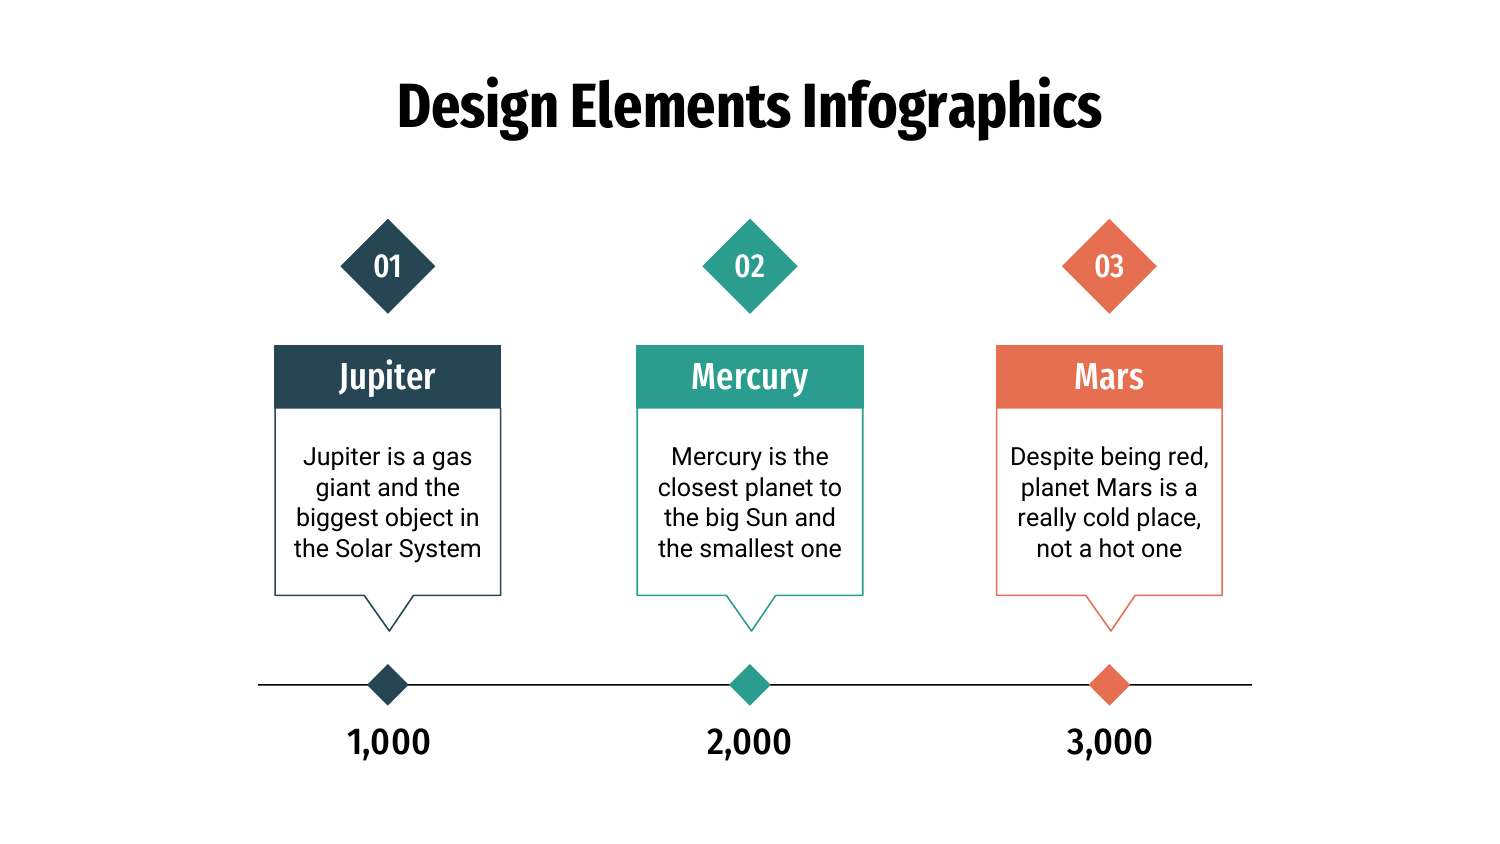 Design Elements Infographics
01
02
03
Jupiter
Jupiter is a gas
giant and the
biggest object in
the Solar System
Mercury
Mercury is the
closest planet to
the big Sun and
the smallest one
Mars
Despite being red,
planet Mars is a
really cold place,
not a hot one
1,000
2,000
3,000